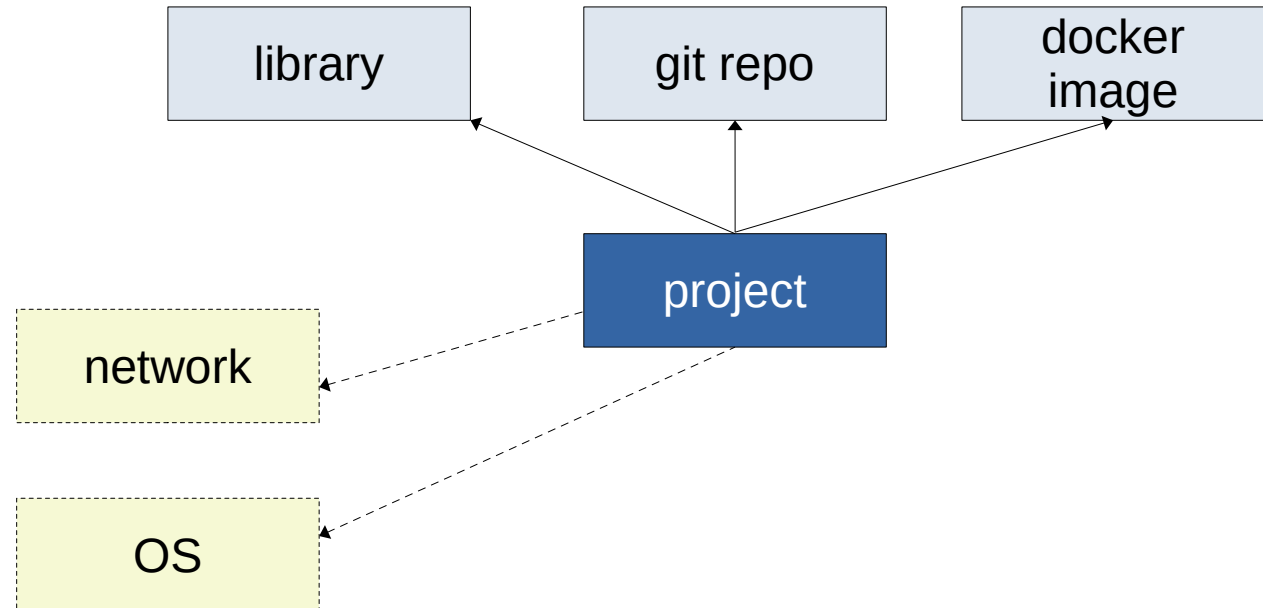 library
git repo
docker
image
project
network
OS